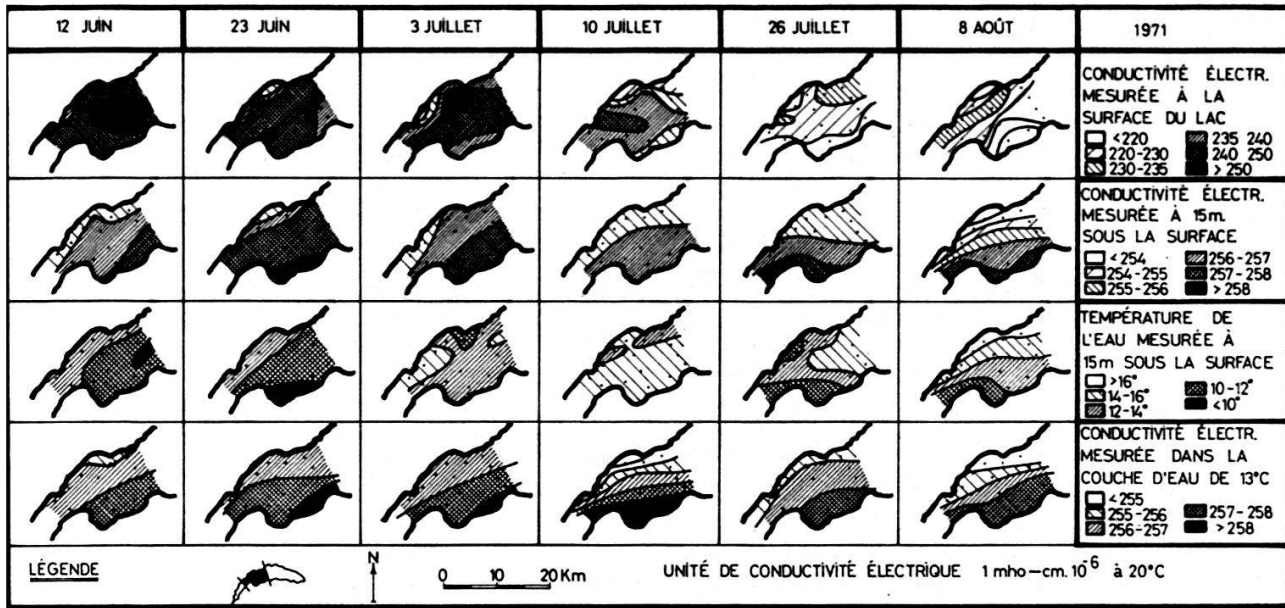 12 JUIN
23 JUIN
3 JUILLET
10 JUILLET
26 JUILLET
8 AOÛT
1971
CONDUCTIVITÉ ÉLECTR.
MESURÉE À LA
SURFACE DU LAC
<220
235 240
220-230
240 250
230-235
> 250
CONDUCTIVITÉ ÉLECTR.
MESURÉE À 15m.
SOUS LA SURFACE
<254
256-257
254-255
257-258
255-256
> 258
TEMPÉRATURE DE
L'EAU MESURÉE À
15m SOUS LA SURFACE
>16°
10-12°
14-16°
<10°
12-14°
CONDUCTIVITÉ ÉLECTR.
MESURÉE DANS LA
COUCHE D'EAU DE 13°C
<255
255-256
257-258
256-257
>258
LÉGENDE
N
0 10 20 Km
UNITÉ DE CONDUCTIVITÉ ÉLECTRIQUE 1 mho-cm. 10-6 à 20°C